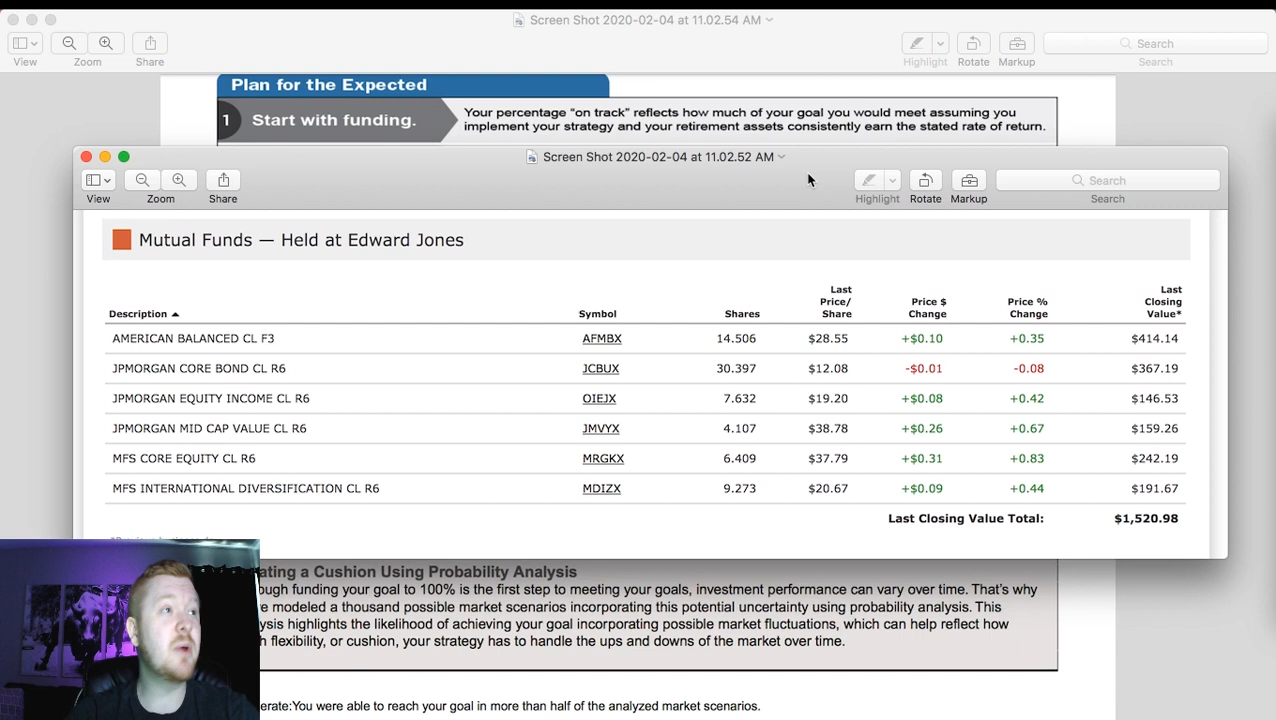 Screen Shot 2020-02-04 at 11.02.54 AM
View Zoom Share Highlight Rotate Markup Search
Search
Plan for the Expected
1 Start with funding.
Your percentage “on track” reflects how much of your goal you would meet assuming you
implement your strategy and your retirement assets consistently earn the stated rate of return.
Screen Shot 2020-02-04 at 11.02.52 AM
Search
View Zoom Share Highlight Rotate Markup Search
Mutual Funds — Held at Edward Jones
Description Symbol Shares Last Price/ Share Price $ Change Price % Change Last Closing Value*
AMERICAN BALANCED CL F3 AFMBX 14.506 $28.55 +$0.10 +0.35 $414.14
JPMORGAN CORE BOND CL R6 JCBUX 30.397 $12.08 -$0.01 -0.08 $367.19
JPMORGAN EQUITY INCOME CL R6 OIEJX 7.632 $19.20 +$0.08 +0.42 $146.53
JPMORGAN MID CAP VALUE CL R6 JMVYX 4.107 $38.78 +$0.26 +0.67 $159.26
MFS CORE EQUITY CL R6 MRGKX 6.409 $37.79 +$0.31 +0.83 $242.19
MFS INTERNATIONAL DIVERSIFICATION CL R6 MDIZX 9.273 $20.67 +$0.09 +0.44 $191.67
Last Closing Value Total: $1,520.98
ating a Cushion Using Probability Analysis
ough funding your goal to 100% is the first step to meeting your goals, investment performance can vary over time. That’s why
e modeled a thousand possible market scenarios incorporating this potential uncertainty using probability analysis. This
ysis highlights the likelihood of achieving your goal incorporating possible market fluctuations, which can help reflect how
h flexibility, or cushion, your strategy has to handle the ups and downs of the market over time.
erate:You were able to reach your goal in more than half of the analyzed market scenarios.